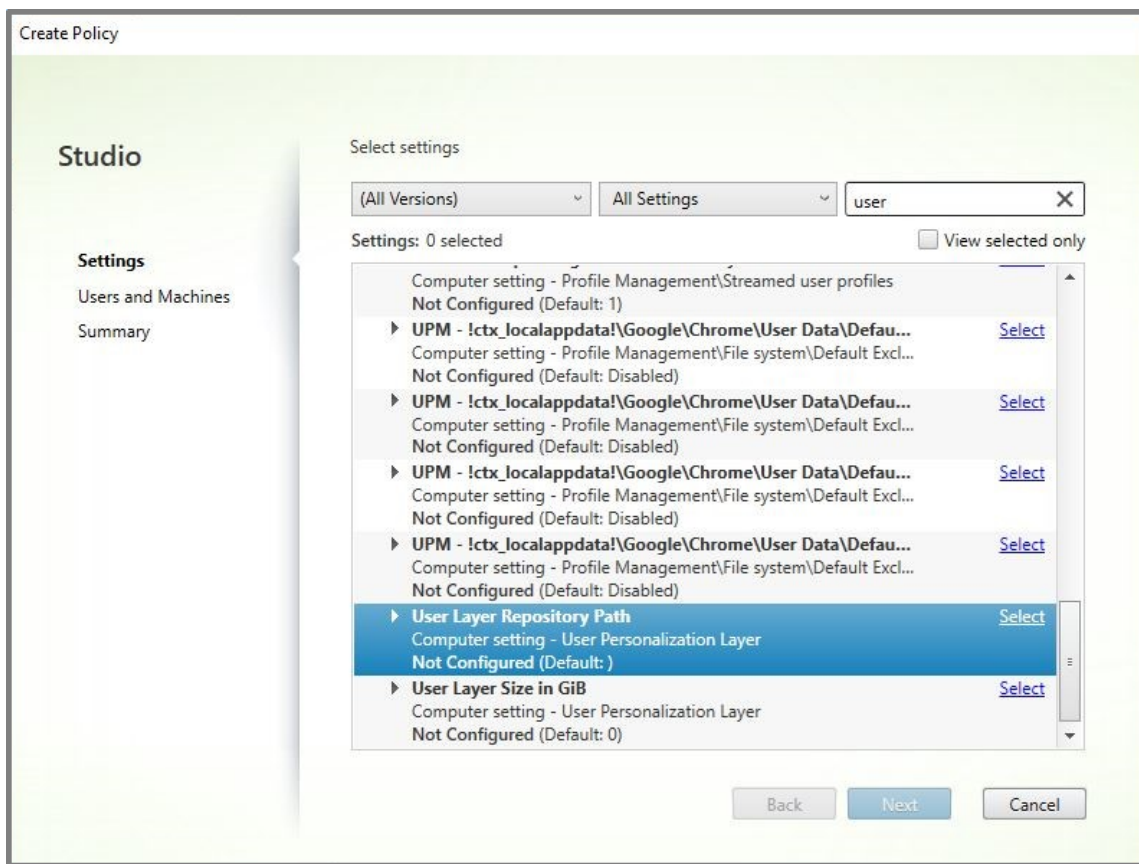 Create Policy
Studio
Settings
Users and Machines
Summary
Select settings
(All Versions)
All Settings
user
Settings: 0 selected
View selected only
Computer setting - Profile Management\Streamed user profiles
Not Configured (Default: 1)
UPM - !ctx_localappdata!\Google\Chrome\User Data\Defau... Select
Computer setting - Profile Management\File system\Default Excl...
Not Configured (Default: Disabled)
UPM - !ctx_localappdata!\Google\Chrome\User Data\Defau... Select
Computer setting - Profile Management\File system\Default Excl...
Not Configured (Default: Disabled)
UPM - !ctx_localappdata!\Google\Chrome\User Data\Defau... Select
Computer setting - Profile Management\File system\Default Excl...
Not Configured (Default: Disabled)
UPM - !ctx_localappdata!\Google\Chrome\User Data\Defau... Select
Computer setting - Profile Management\File system\Default Excl...
Not Configured (Default: Disabled)
User Layer Repository Path Select
Computer setting - User Personalization Layer
Not Configured (Default: )
User Layer Size in GiB Select
Computer setting - User Personalization Layer
Not Configured (Default: 0)
Back
Next
Cancel